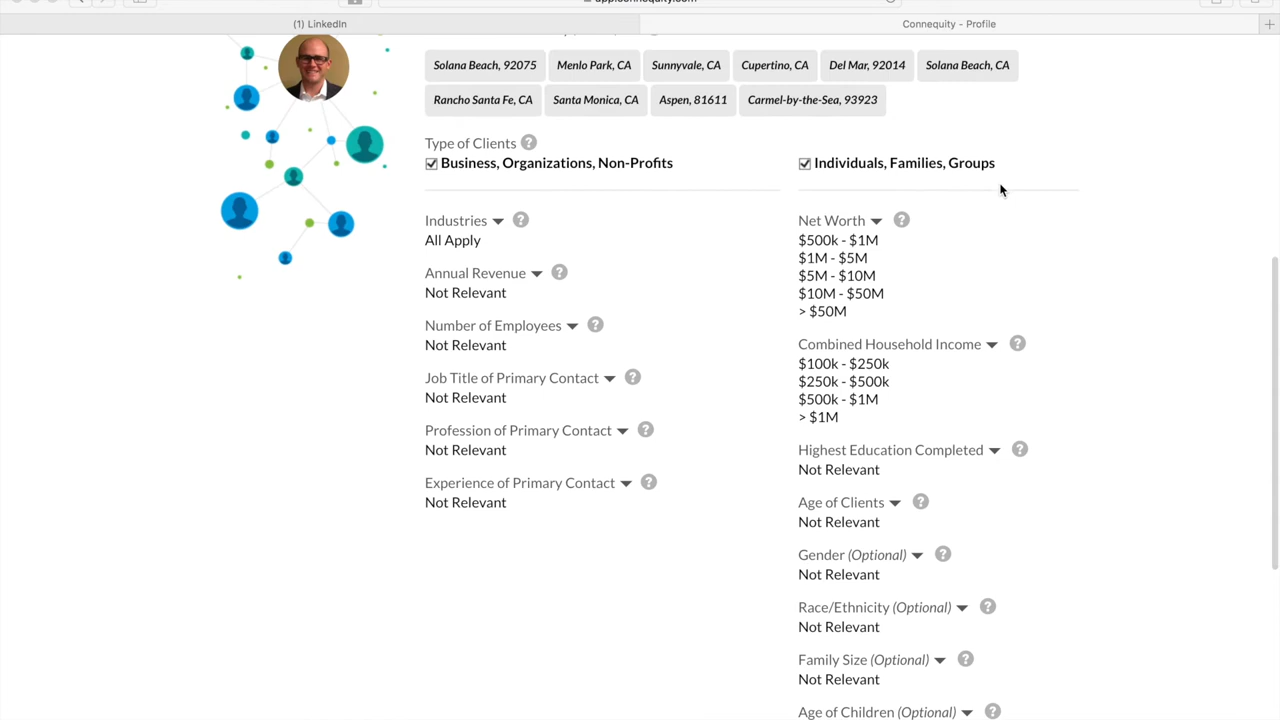 (1) LinkedIn
Connequity - Profile
Solana Beach, 92075
Menlo Park, CA
Sunnyvale, CA
Cupertino, CA
Del Mar, 92014
Solana Beach, CA
Rancho Santa Fe, CA
Santa Monica, CA
Aspen, 81611
Carmel-by-the-Sea, 93923
Type of Clients ?
Business, Organizations, Non-Profits
Individuals, Families, Groups
Industries ?
All Apply
Annual Revenue ?
Not Relevant
Number of Employees ?
Not Relevant
Job Title of Primary Contact ?
Not Relevant
Profession of Primary Contact ?
Not Relevant
Experience of Primary Contact ?
Not Relevant
Net Worth ?
$500k - $1M
$1M - $5M
$5M - $10M
$10M - $50M
> $50M
Combined Household Income ?
$100k - $250k
$250k - $500k
$500k - $1M
> $1M
Highest Education Completed ?
Not Relevant
Age of Clients ?
Not Relevant
Gender (Optional) ?
Not Relevant
Race/Ethnicity (Optional) ?
Not Relevant
Family Size (Optional) ?
Not Relevant
Age of Children (Optional) ?